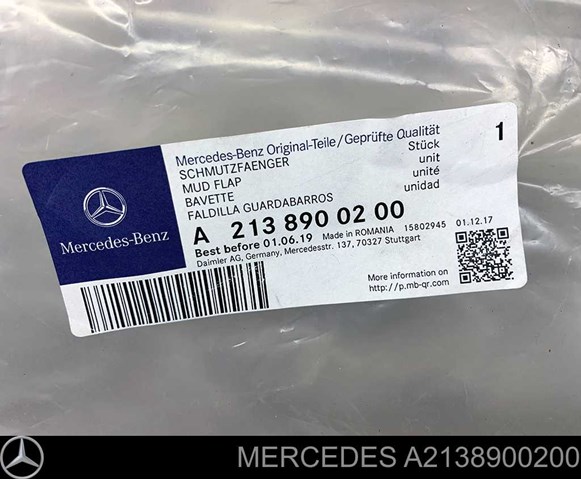 Mercedes-Benz Original-Teile/Geprüfte Qualität
SCHMUTZFAENGER
MUD FLAP
BAVETTE
FALDILLA GUARDABARROS
Stück
unit
unité
unidad
1
Mercedes-Benz
A 213 890 02 00
Best before 01.06.19 Made in ROMANIA 15802945 01.12.17
Daimler AG, Germany, Mercedesstr. 137, 70327 Stuttgart
More information on
http://p.mb-qr.com/
MERCEDES A2138900200